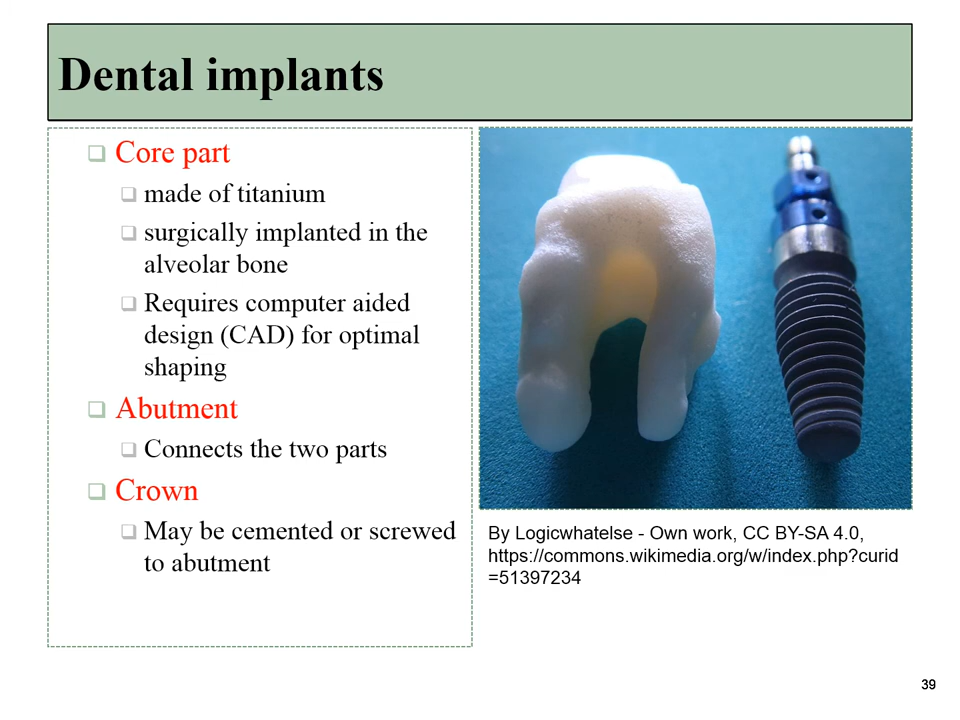 Dental implants
Core part
made of titanium
surgically implanted in the
alveolar bone
Requires computer aided
design (CAD) for optimal
shaping
Abutment
Connects the two parts
Crown
May be cemented or screwed
to abutment
By Logicwhatelse - Own work, CC BY-SA 4.0,
https://commons.wikimedia.org/w/index.php?curid
=51397234
39